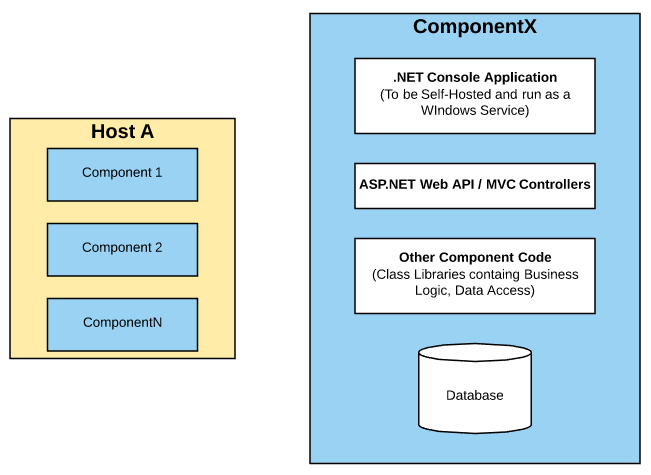 Host A
Component 1
Component 2
ComponentN
ComponentX
.NET Console Application
(To be Self-Hosted and run as a
WIndows Service)
ASP.NET Web API / MVC Controllers
Other Component Code
(Class Libraries containg Business
Logic, Data Access)
Database